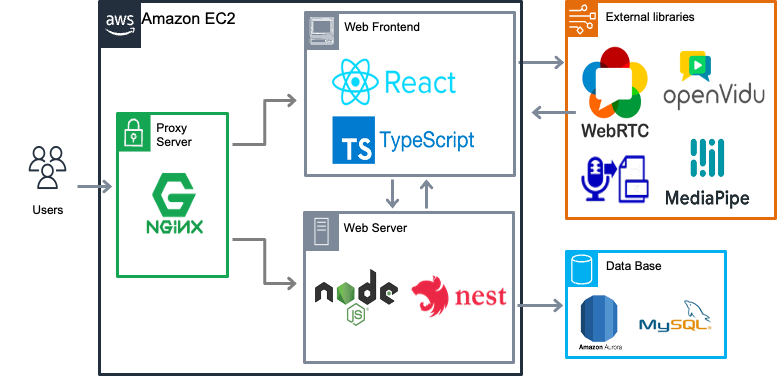 aws
Amazon EC2
Web Frontend
React
TS
TypeScript
External libraries
WebRTC
openVidu
MediaPipe
Proxy
Server
NGINX
Users
Web Server
node
JS
nest
Data Base
Amazon Aurora
MySQL